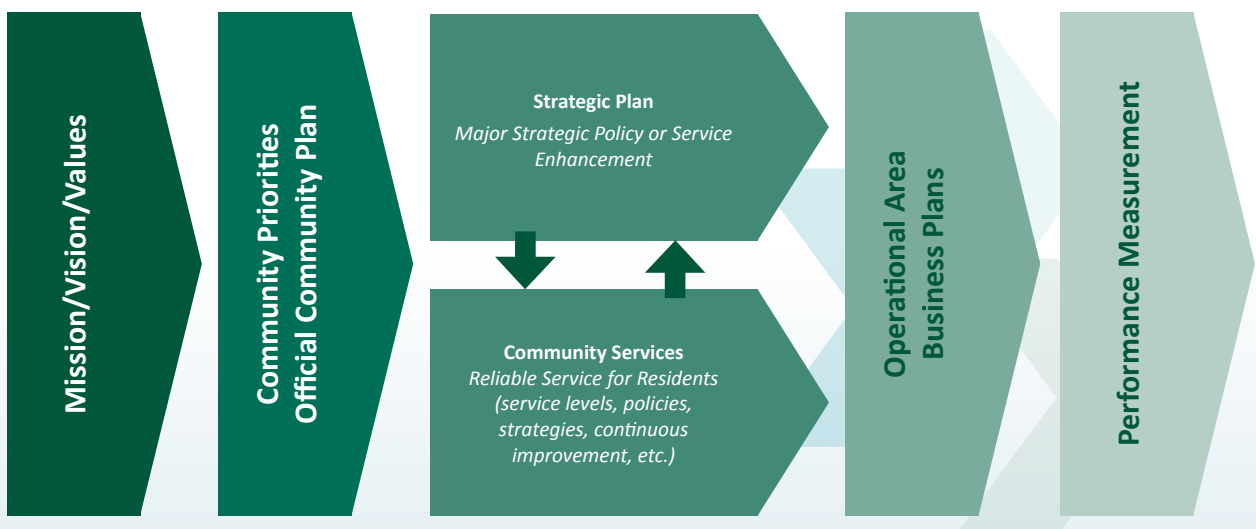 Mission/Vision/Values
Community Priorities
Official Community Plan
Strategic Plan
Major Strategic Policy or Service
Enhancement
Community Services
Reliable Service for Residents
(service levels, policies,
strategies, continuous
improvement, etc.)
Operational Area
Business Plans
Performance Measurement